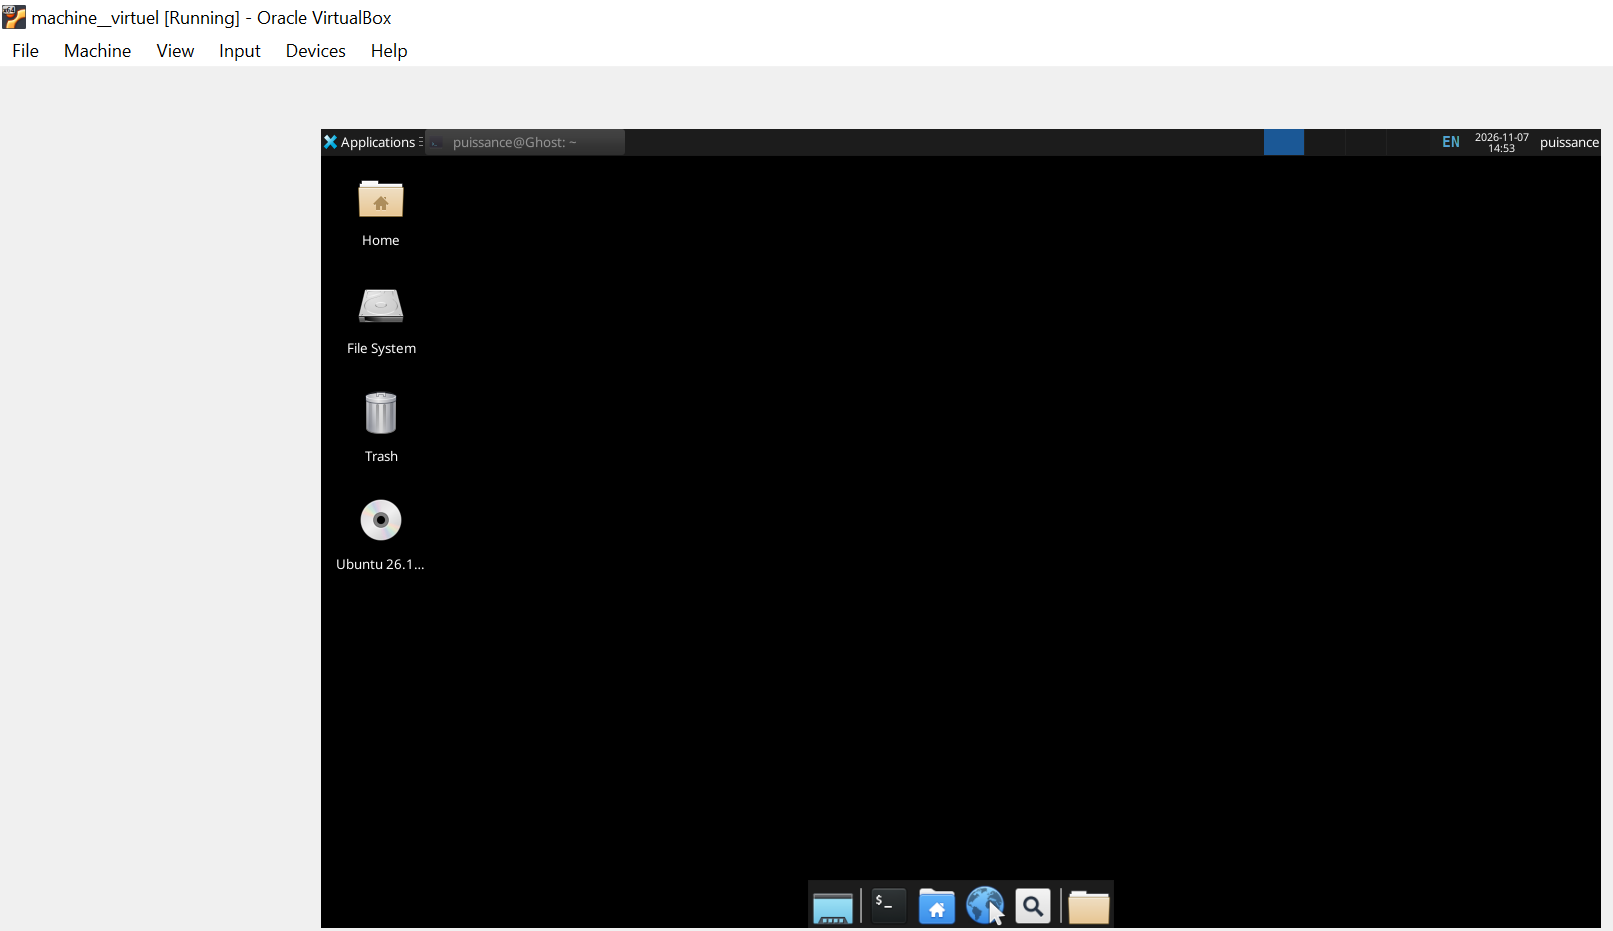 machine_virtuel [Running] - Oracle VirtualBox
File Machine View Input Devices Help
Applications puissance@Ghost: ~ EN 2026-11-07 14:53 puissance
Home
File System
Trash
Ubuntu 26.1...
$_